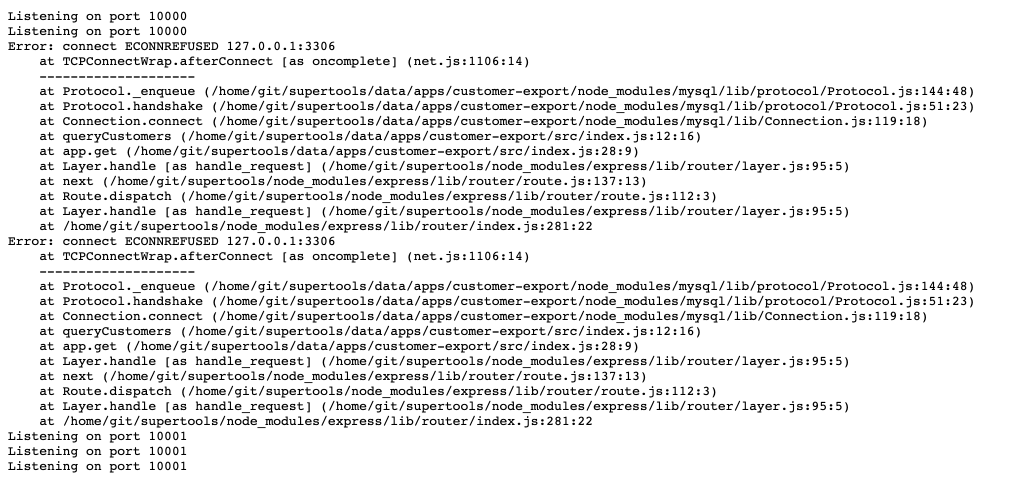 Listening on port 10000
Listening on port 10000
Error: connect ECONNREFUSED 127.0.0.1:3306
    at TCPConnectWrap.afterConnect [as oncomplete] (net.js:1106:14)
    --------------------
    at Protocol._enqueue (/home/git/supertools/data/apps/customer-export/node_modules/mysql/lib/protocol/Protocol.js:144:48)
    at Protocol.handshake (/home/git/supertools/data/apps/customer-export/node_modules/mysql/lib/protocol/Protocol.js:51:23)
    at Connection.connect (/home/git/supertools/data/apps/customer-export/node_modules/mysql/lib/Connection.js:119:18)
    at queryCustomers (/home/git/supertools/data/apps/customer-export/src/index.js:12:16)
    at app.get (/home/git/supertools/data/apps/customer-export/src/index.js:28:9)
    at Layer.handle [as handle_request] (/home/git/supertools/node_modules/express/lib/router/layer.js:95:5)
    at next (/home/git/supertools/node_modules/express/lib/router/route.js:137:13)
    at Route.dispatch (/home/git/supertools/node_modules/express/lib/router/route.js:112:3)
    at Layer.handle [as handle_request] (/home/git/supertools/node_modules/express/lib/router/layer.js:95:5)
    at /home/git/supertools/node_modules/express/lib/router/index.js:281:22
Error: connect ECONNREFUSED 127.0.0.1:3306
    at TCPConnectWrap.afterConnect [as oncomplete] (net.js:1106:14)
    --------------------
    at Protocol._enqueue (/home/git/supertools/data/apps/customer-export/node_modules/mysql/lib/protocol/Protocol.js:144:48)
    at Protocol.handshake (/home/git/supertools/data/apps/customer-export/node_modules/mysql/lib/protocol/Protocol.js:51:23)
    at Connection.connect (/home/git/supertools/data/apps/customer-export/node_modules/mysql/lib/Connection.js:119:18)
    at queryCustomers (/home/git/supertools/data/apps/customer-export/src/index.js:12:16)
    at app.get (/home/git/supertools/data/apps/customer-export/src/index.js:28:9)
    at Layer.handle [as handle_request] (/home/git/supertools/node_modules/express/lib/router/layer.js:95:5)
    at next (/home/git/supertools/node_modules/express/lib/router/route.js:137:13)
    at Route.dispatch (/home/git/supertools/node_modules/express/lib/router/route.js:112:3)
    at Layer.handle [as handle_request] (/home/git/supertools/node_modules/express/lib/router/layer.js:95:5)
    at /home/git/supertools/node_modules/express/lib/router/index.js:281:22
Listening on port 10001
Listening on port 10001
Listening on port 10001